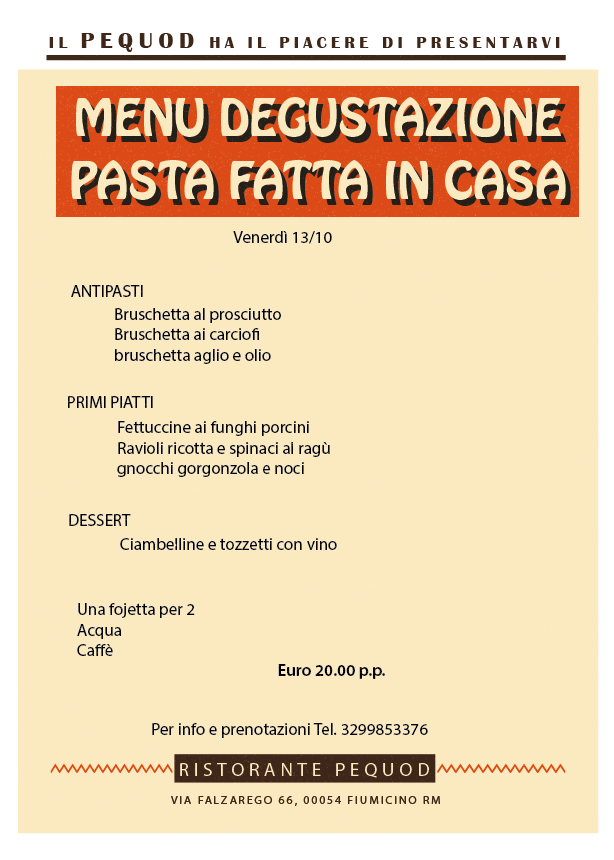 IL PEQUOD HA IL PIACERE DI PRESENTARVI
MENU DEGUSTAZIONE
PASTA FATTA IN CASA
Venerdì 13/10
ANTIPASTI
Bruschetta al prosciutto
Bruschetta ai carciofi
bruschetta aglio e olio
PRIMI PIATTI
Fettuccine ai funghi porcini
Ravioli ricotta e spinaci al ragù
gnocchi gorgonzola e noci
DESSERT
Ciambelline e tozzetti con vino
Una fojetta per 2
Acqua
Caffè
Euro 20.00 p.p.
Per info e prenotazioni Tel. 3299853376
RISTORANTE PEQUOD
VIA FALZAREGO 66, 00054 FIUMICINO RM